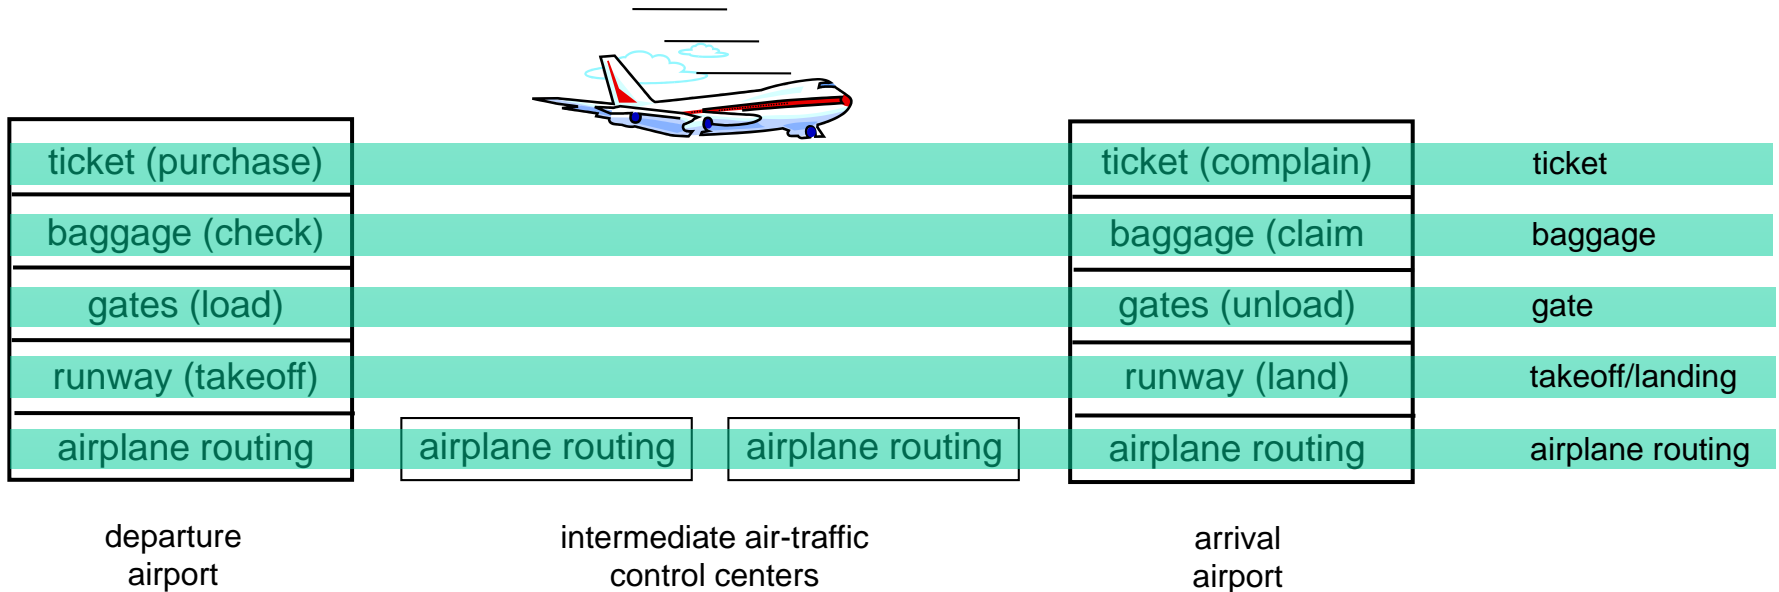 ticket (purchase) ticket (complain) ticket
baggage (check) baggage (claim baggage
gates (load) gates (unload) gate
runway (takeoff) runway (land) takeoff/landing
airplane routing airplane routing airplane routing airplane routing airplane routing
departure
airport
intermediate air-traffic
control centers
arrival
airport